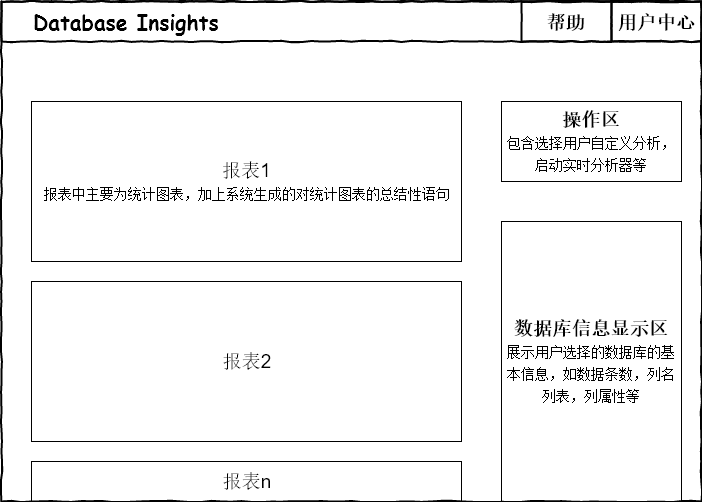 Database Insights
帮助
用户中心
报表1
报表中主要为统计图表，加上系统生成的对统计图表的总结性语句
操作区
包含选择用户自定义分析，
启动实时分析器等
报表2
数据库信息显示区
展示用户选择的数据库的基
本信息，如数据条数，列名
列表，列属性等
报表n